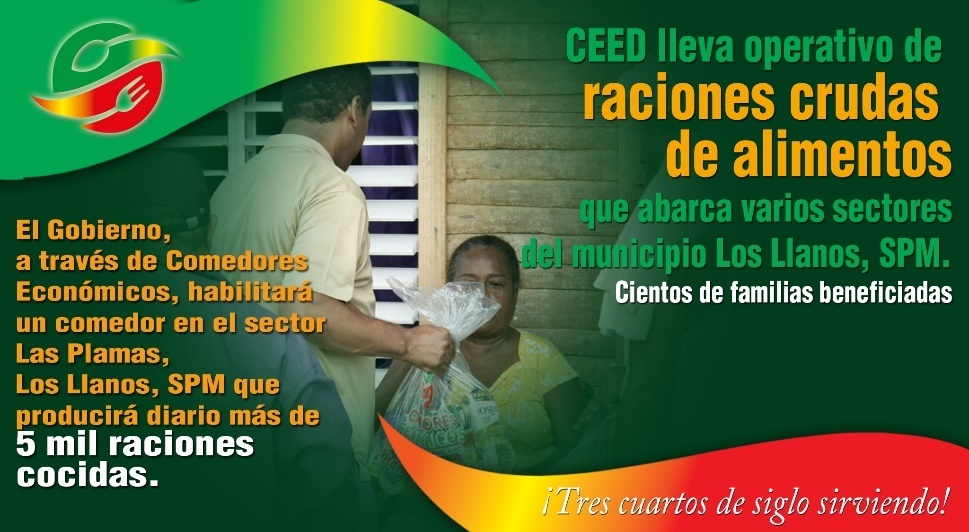 CEED lleva operativo de
raciones crudas
de alimentos
que abarca varios sectores
del municipio Los Llanos, SPM.
Cientos de familias beneficiadas
El Gobierno,
a través de Comedores
Económicos, habilitará
un comedor en el sector
Las Plamas,
Los Llanos, SPM que
producirá diario más de
5 mil raciones
cocidas.
¡Tres cuartos de siglo sirviendo!